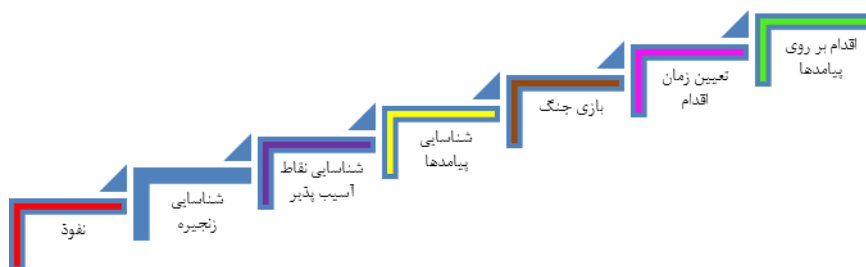 نفوذ
شناسایی
زنجیره
شناسایی نقاط
آسیب پذیر
شناسایی
پیامدها
بازی جنگ
تعیین زمان
اقدام
اقدام بر روی
پیامدها